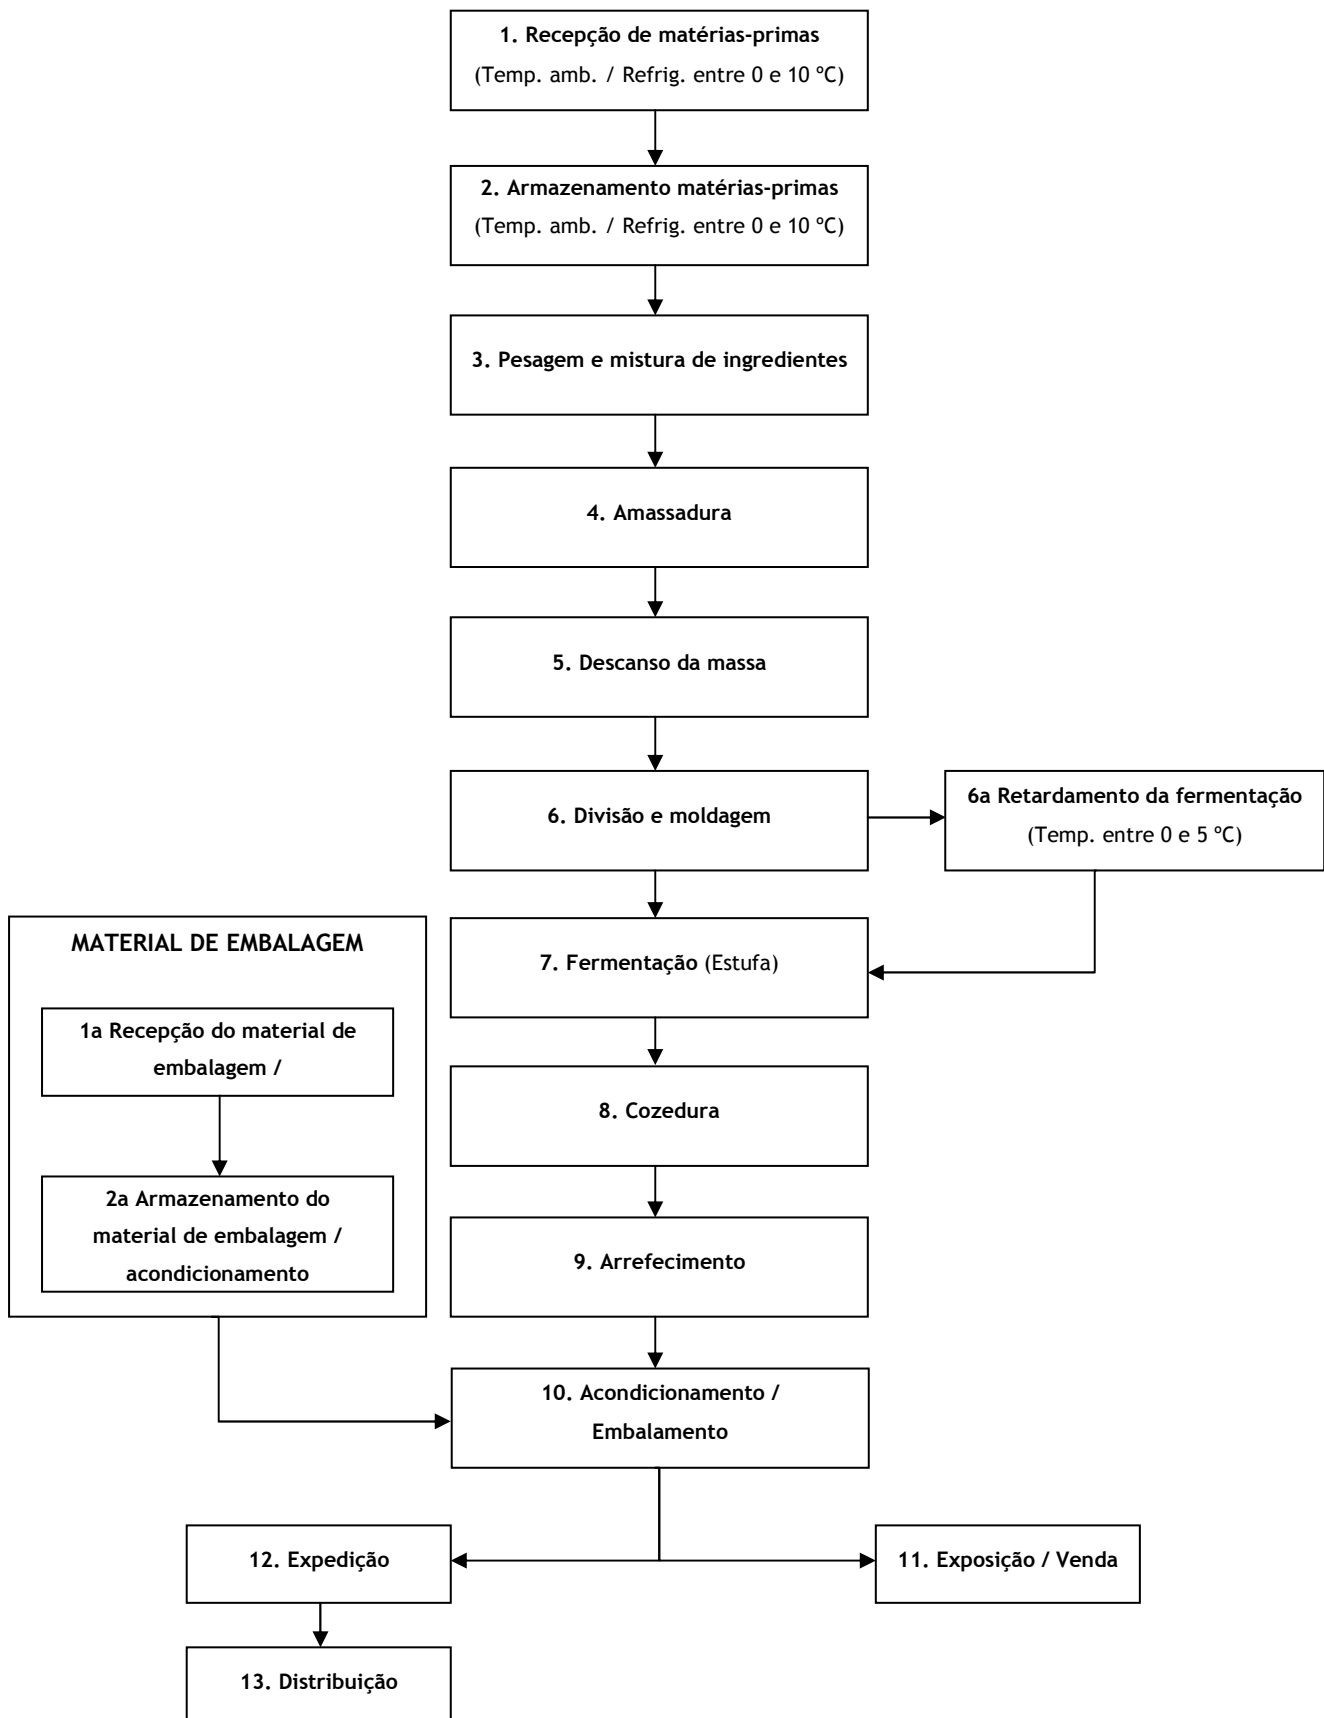 1. Recepção de matérias-primas
(Temp. amb. / Refrig. entre 0 e 10 ºC)
2. Armazenamento matérias-primas
(Temp. amb. / Refrig. entre 0 e 10 ºC)
3. Pesagem e mistura de ingredientes
4. Amassadura
5. Descanso da massa
6. Divisão e moldagem
6a Retardamento da fermentação
(Temp. entre 0 e 5 ºC)
7. Fermentação (Estufa)
MATERIAL DE EMBALAGEM
1a Recepção do material de
embalagem /
2a Armazenamento do
material de embalagem /
acondicionamento
8. Cozedura
9. Arrefecimento
10. Acondicionamento /
Embalamento
12. Expedição
11. Exposição / Venda
13. Distribuição